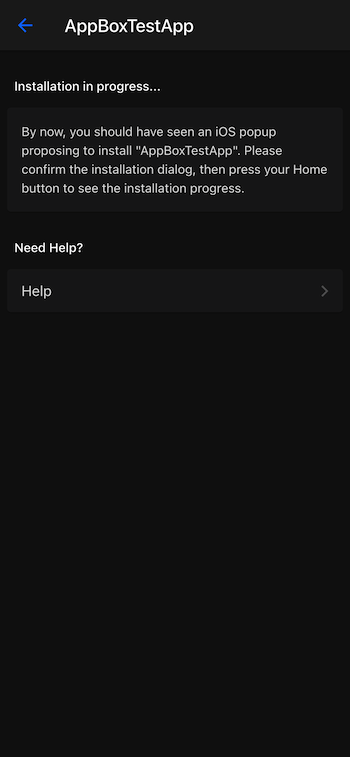 AppBoxTestApp
Installation in progress...
By now, you should have seen an iOS popup
proposing to install "AppBoxTestApp". Please
confirm the installation dialog, then press your Home
button to see the installation progress.
Need Help?
Help